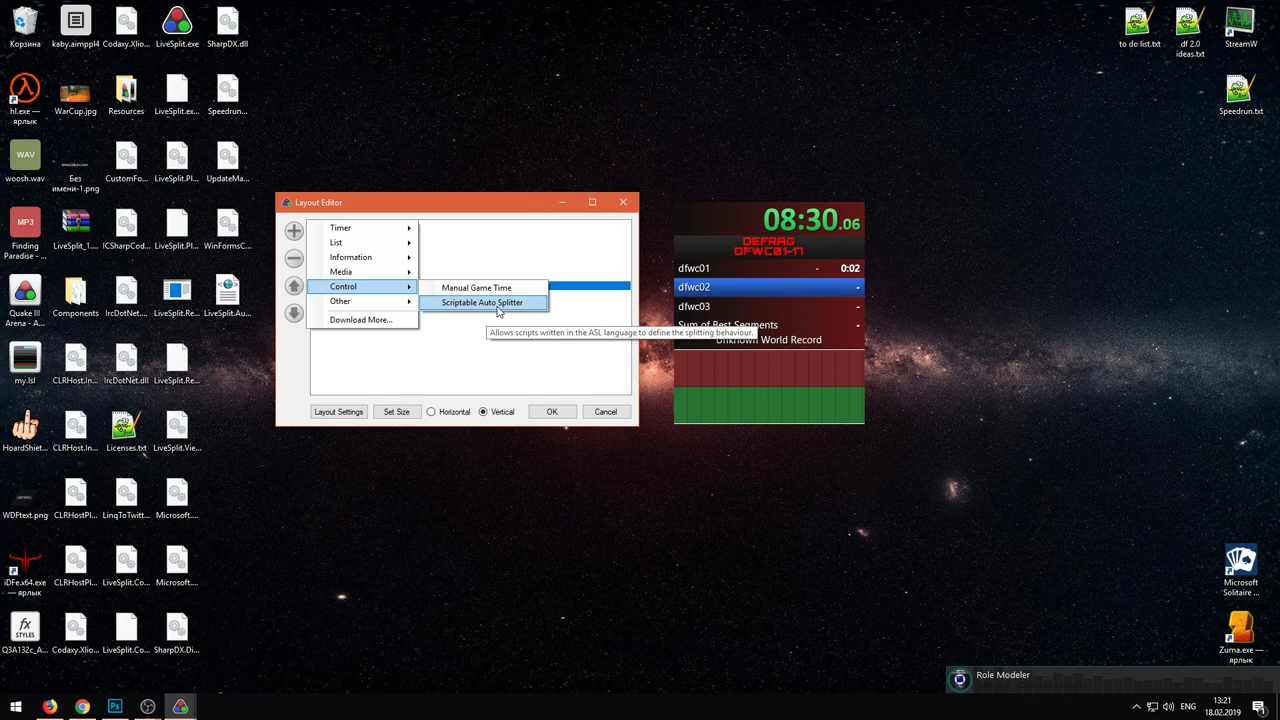 Корзина
kaby.aimppl4
Codaxy.Xlio...
LiveSplit.exe
SharpDX.dll
to do list.txt
df 2.0
ideas.txt
StreamW
hl.exe —
ярлык
WarCup.jpg
Resources
LiveSplit.ex...
Speedrun...
Speedrun.txt
WAV
woosh.wav
Без
имени-1.png
CustomFo...
LiveSplit.Pl...
UpdateMa...
MP3
Finding
Paradise - ...
LiveSplit_1....
ICSharpCod...
LiveSplit.Pl...
WinFormsC...
Quake III
Arena - A...
Components
IrcDotNet...
LiveSplit.Re...
LiveSplit.Au...
my.lsl
CLRHost.In...
IrcDotNet.dll
LiveSplit.Re...
HoardShiet...
CLRHost.In...
Licenses.txt
LiveSplit.Vie...
WDFtext.png
CLRHostPl...
LinqToTwitt...
Microsoft....
iDFe.x64.exe
— ярлык
CLRHostPl...
LiveSplit.Co...
Microsoft....
fx
STYLES
Q3A132c_A...
Codaxy.Xlio...
LiveSplit.Co...
SharpDX.Di...
Layout Editor
Timer
List
Information
Media
Control
Other
Download More...
Manual Game Time
Scriptable Auto Splitter
Allows scripts written in the ASL language to define the splitting behaviour.
Layout Settings
Set Size
Horizontal
Vertical
OK
Cancel
08:30.06
DEFRAG
DFWC01-17
dfwc01 - 0:02
dfwc02 -
dfwc03 -
Sum of Best Segments -
Unknown World Record
Microsoft
Solitaire ...
Zuma.exe —
ярлык
Role Modeler
Ps
ENG
13:21
18.02.2019
1